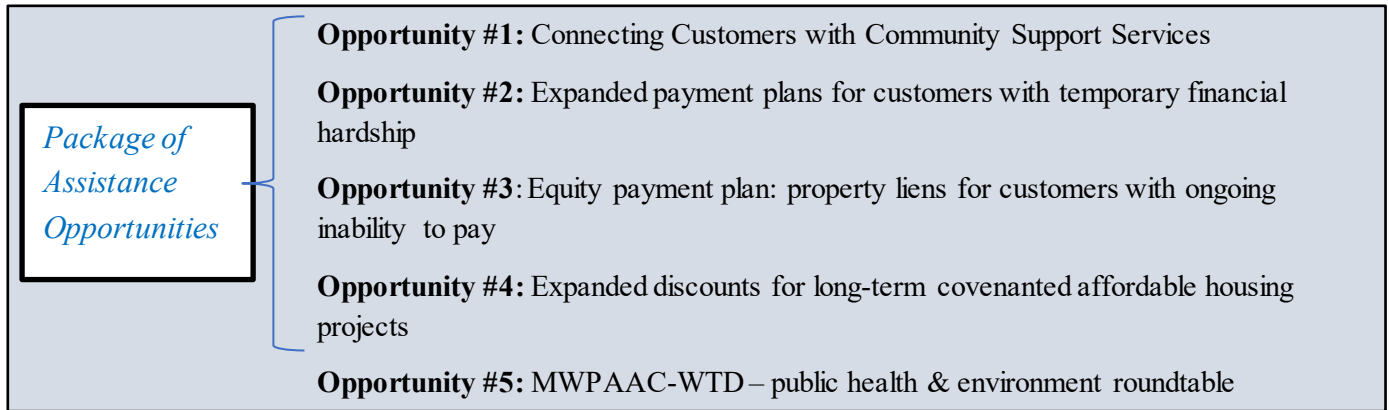 Package of
Assistance
Opportunities
Opportunity #1: Connecting Customers with Community Support Services
Opportunity #2: Expanded payment plans for customers with temporary financial
hardship
Opportunity #3: Equity payment plan: property liens for customers with ongoing
inability to pay
Opportunity #4: Expanded discounts for long-term covenanted affordable housing
projects
Opportunity #5: MWPAAC-WTD – public health & environment roundtable